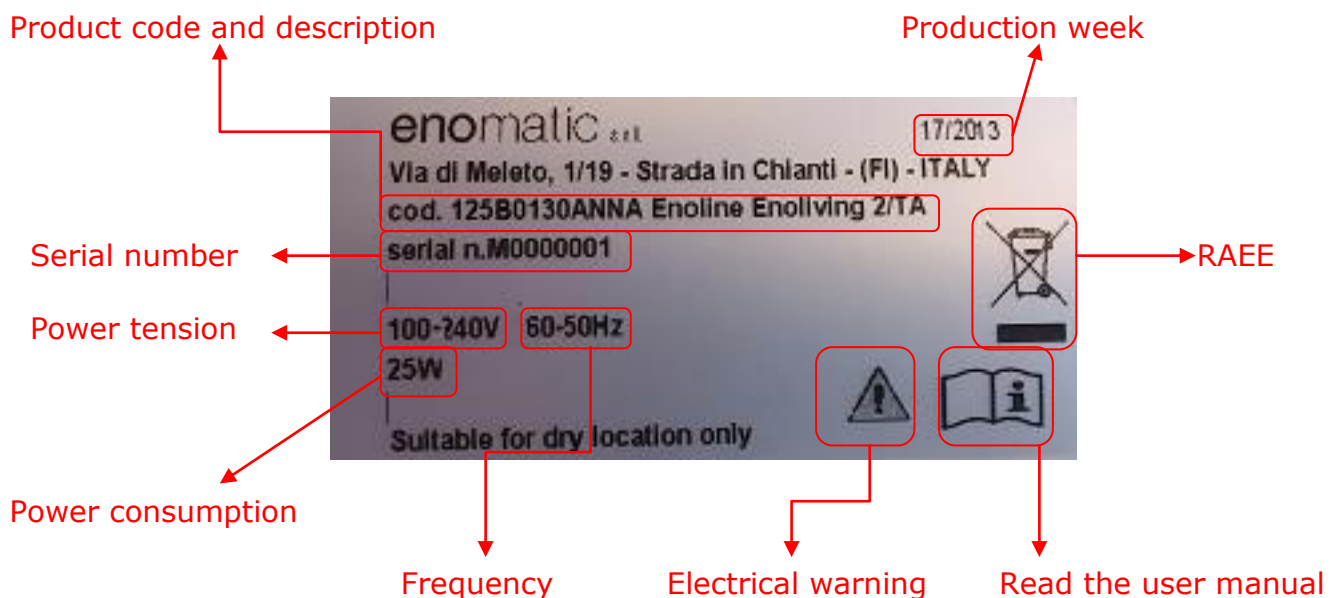 Product code and description
Production week
enomatic s.r.l.
17/2013
Via di Meleto, 1/19 - Strada in Chianti - (FI) - ITALY
cod. 125B0130ANNA Enoline Enoliving 2/TA
Serial number
serial n.M0000001
RAEE
Power tension
100-240V 60-50Hz
25W
Suitable for dry location only
Power consumption
Frequency
Electrical warning
Read the user manual